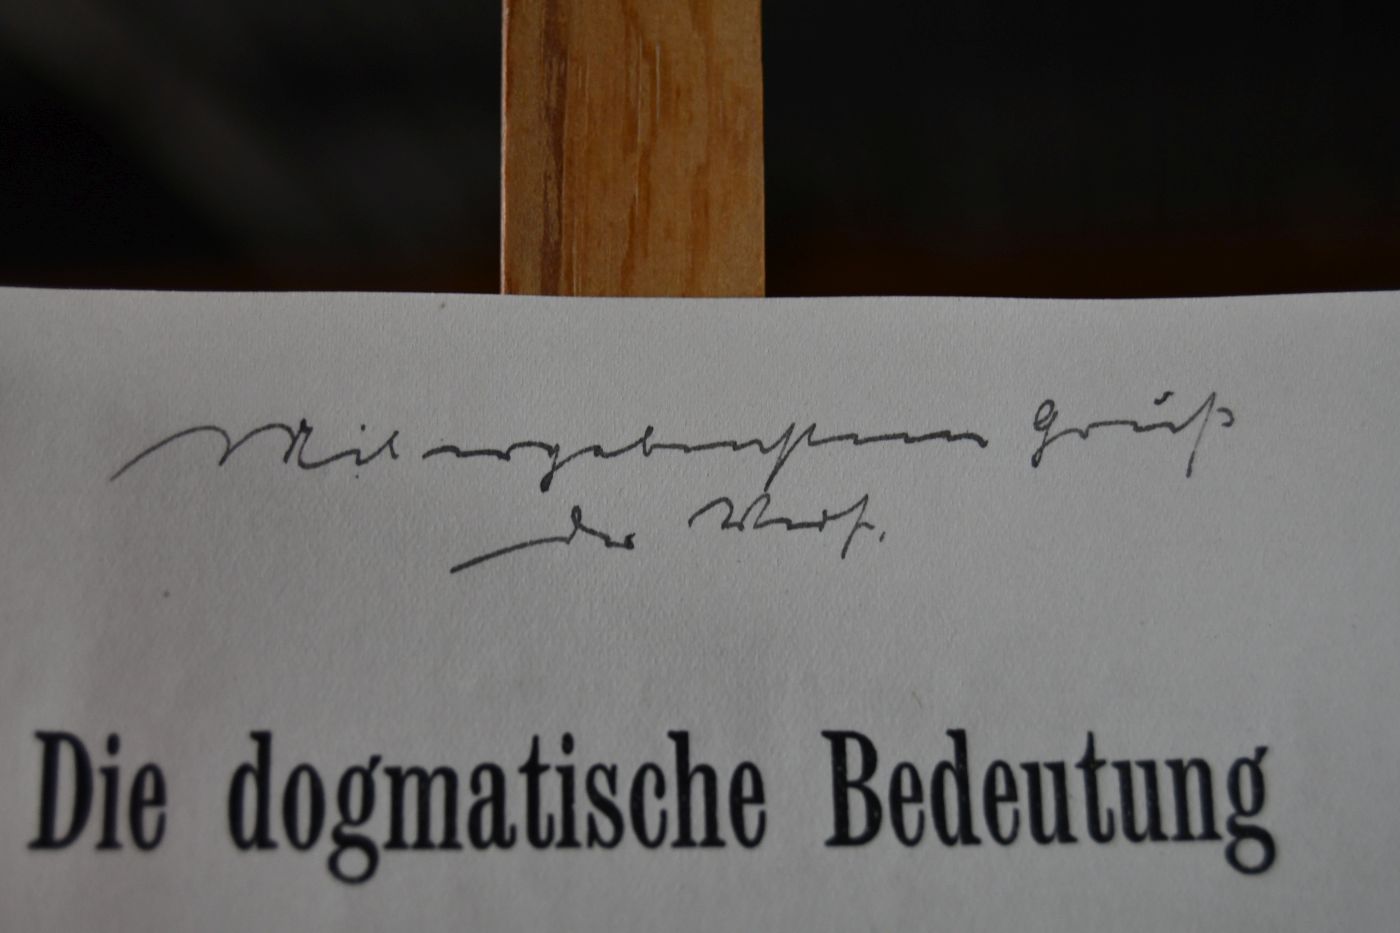 Mit ergebenstem Gruß
der Verf.
Die dogmatische Bedeutung